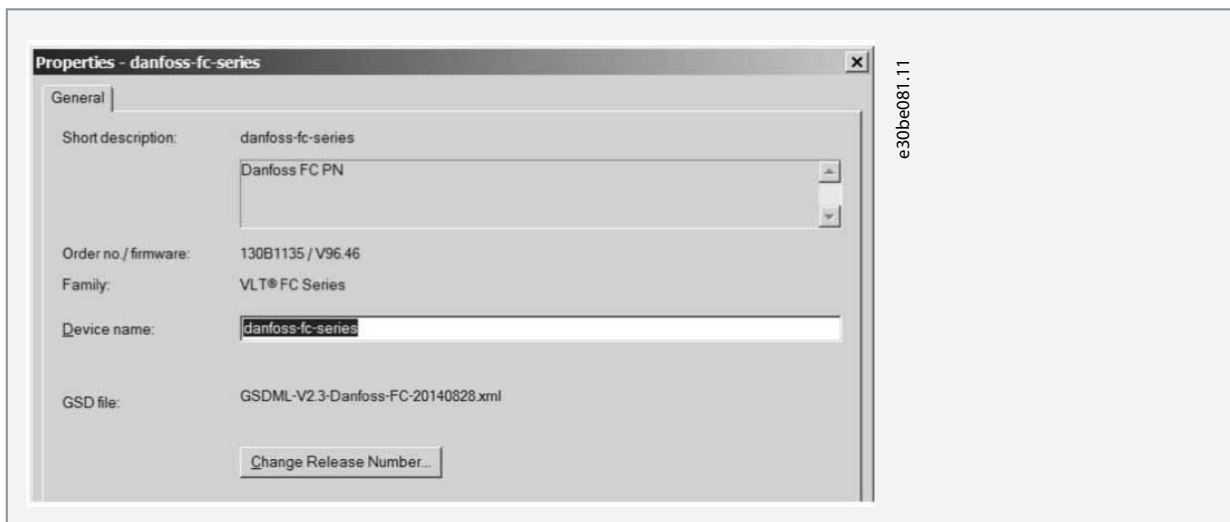 Properties - danfoss-fc-series
General
Short description: danfoss-fc-series
Danfoss FC PN
Order no./ firmware: 130B1135 / V96.46
Family: VLT® FC Series
Device name: danfoss-fc-series
GSD file: GSDML-V2.3-Danfoss-FC-20140828.xml
Change Release Number...
e30be081.11